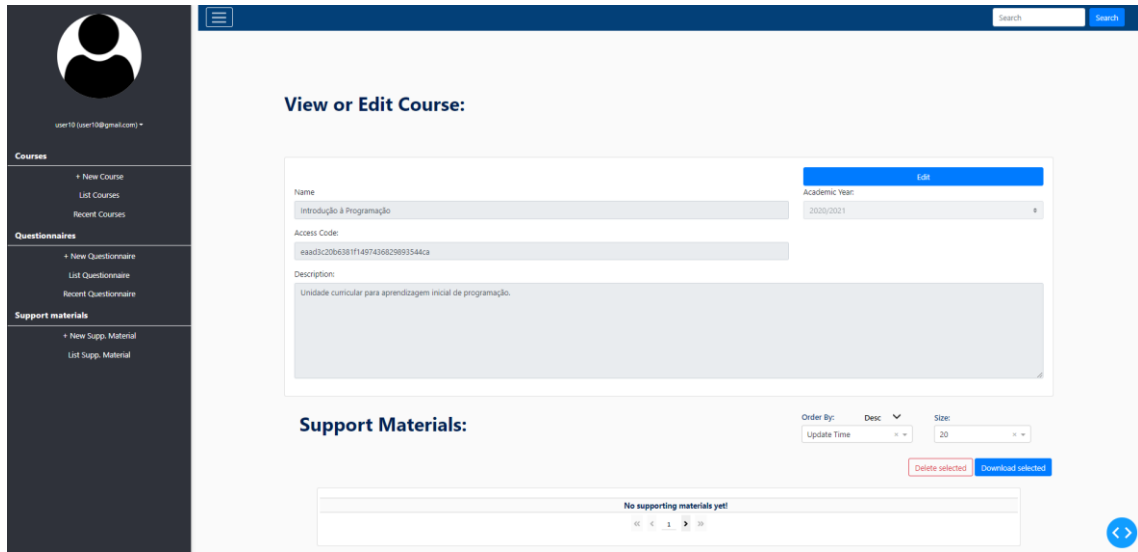 Search
Search
user10 (user10@gmail.com)
Courses
+ New Course
List Courses
Recent Courses
Questionnaires
+ New Questionnaire
List Questionnaire
Recent Questionnaire
Support materials
+ New Supp. Material
List Supp. Material
View or Edit Course:
Edit
Name
Academic Year:
Introdução à Programação
2020/2021
Access Code:
eaad3c20b6381f1497436829893544ca
Description:
Unidade curricular para aprendizagem inicial de programação.
Support Materials:
Order By: Desc Size:
Update Time × 20 ×
Delete selected Download selected
No supporting materials yet!
« ‹ 1 › »